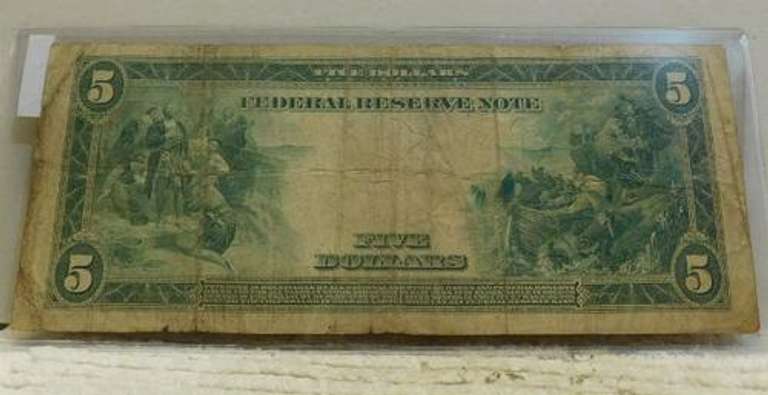 5 FIVE DOLLARS 5
FEDERAL RESERVE NOTE
FIVE
DOLLARS
5 5